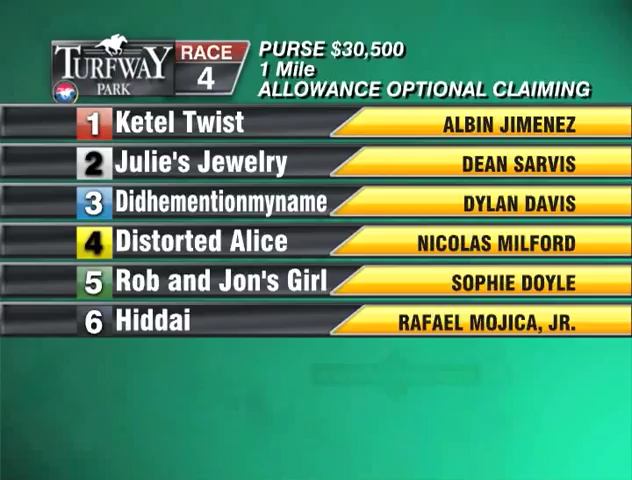 TURFWAY
PARK
RACE
4
PURSE $30,500
1 Mile
ALLOWANCE OPTIONAL CLAIMING
1 Ketel Twist ALBIN JIMENEZ
2 Julie's Jewelry DEAN SARVIS
3 Didhementionmyname DYLAN DAVIS
4 Distorted Alice NICOLAS MILFORD
5 Rob and Jon's Girl SOPHIE DOYLE
6 Hiddai RAFAEL MOJICA, JR.